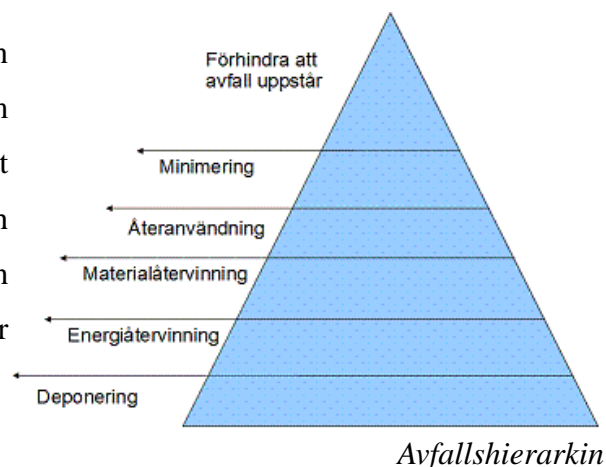 n
Förhindra att
avfall uppstår
n
t
Minimering
n
Återanvändning
n
Materialåtervinning
r
Energiåtervinning
Deponering
Avfallshierarkin